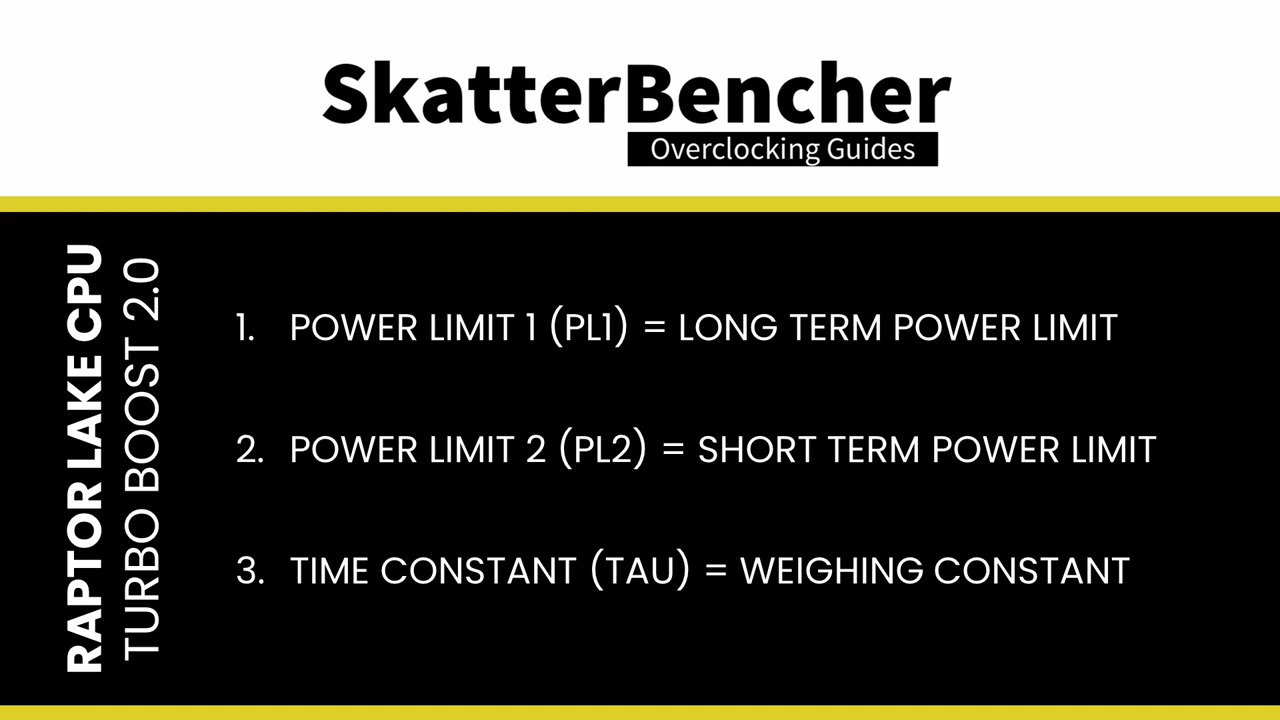 SkatterBencher
Overclocking Guides
RAPTOR LAKE CPU
TURBO BOOST 2.0
1. POWER LIMIT 1 (PL1) = LONG TERM POWER LIMIT
2. POWER LIMIT 2 (PL2) = SHORT TERM POWER LIMIT
3. TIME CONSTANT (TAU) = WEIGHING CONSTANT